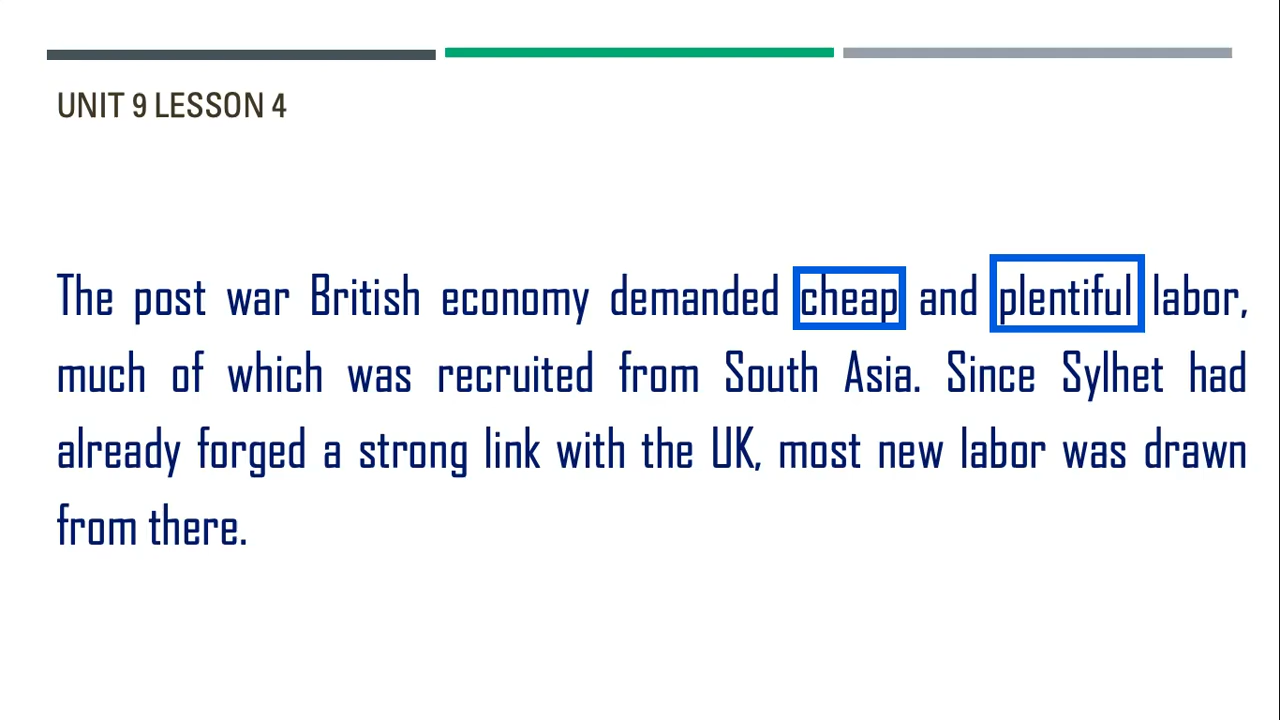 UNIT 9 LESSON 4
The post war British economy demanded cheap and plentiful labor,
much of which was recruited from South Asia. Since Sylhet had
already forged a strong link with the UK, most new labor was drawn
from there.